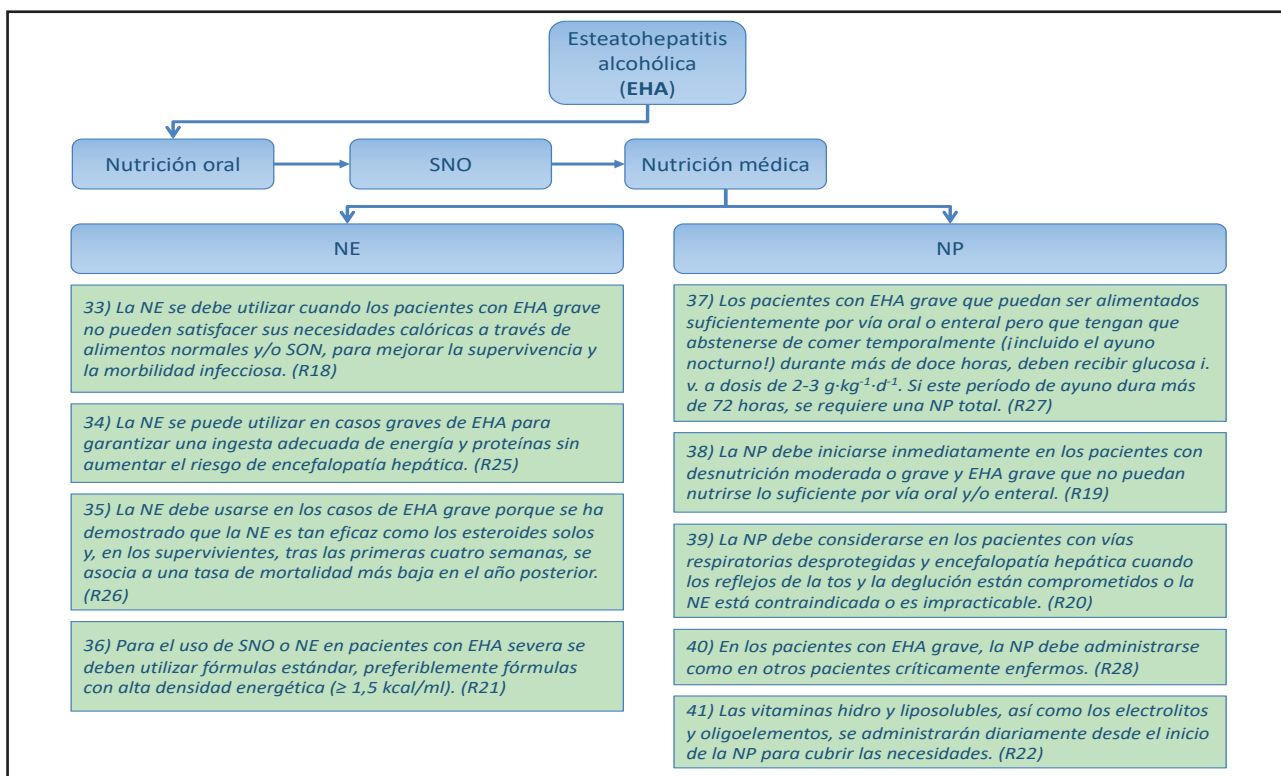 Esteatohepatitis
alcohólica
(EHA)
Nutrición oral
SNO
Nutrición médica
NE
NP
33) La NE se debe utilizar cuando los pacientes con EHA grave
no pueden satisfacer sus necesidades calóricas a través de
alimentos normales y/o SON, para mejorar la supervivencia y
la morbilidad infecciosa. (R18)
34) La NE se puede utilizar en casos graves de EHA para
garantizar una ingesta adecuada de energía y proteínas sin
aumentar el riesgo de encefalopatía hepática. (R25)
35) La NE debe usarse en los casos de EHA grave porque se ha
demostrado que la NE es tan eficaz como los esteroides solos
y, en los supervivientes, tras las primeras cuatro semanas, se
asocia a una tasa de mortalidad más baja en el año posterior.
(R26)
36) Para el uso de SNO o NE en pacientes con EHA severa se
deben utilizar fórmulas estándar, preferiblemente fórmulas
con alta densidad energética (≥ 1,5 kcal/ml). (R21)
37) Los pacientes con EHA grave que puedan ser alimentados
suficientemente por vía oral o enteral pero que tengan que
abstenerse de comer temporalmente (¡incluido el ayuno
nocturno!) durante más de doce horas, deben recibir glucosa i.
v. a dosis de 2-3 g·kg⁻¹·d⁻¹. Si este período de ayuno dura más
de 72 horas, se requiere una NP total. (R27)
38) La NP debe iniciarse inmediatamente en los pacientes con
desnutrición moderada o grave y EHA grave que no puedan
nutrirse lo suficiente por vía oral y/o enteral. (R19)
39) La NP debe considerarse en los pacientes con vías
respiratorias desprotegidas y encefalopatía hepática cuando
los reflejos de la tos y la deglución están comprometidos o la
NE está contraindicada o es impracticable. (R20)
40) En los pacientes con EHA grave, la NP debe administrarse
como en otros pacientes críticamente enfermos. (R28)
41) Las vitaminas hidro y liposolubles, así como los electrolitos
y oligoelementos, se administrarán diariamente desde el inicio
de la NP para cubrir las necesidades. (R22)